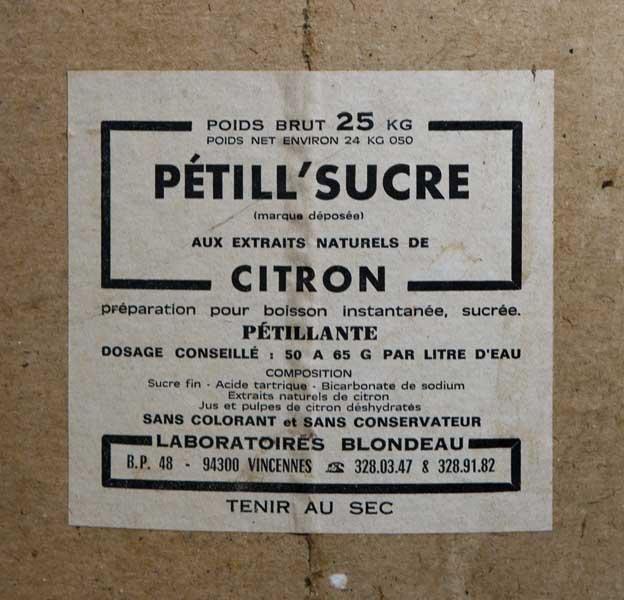 POIDS BRUT 25 KG
POIDS NET ENVIRON 24 KG 050
PÉTILL'SUCRE
(marque déposée)
AUX EXTRAITS NATURELS DE
CITRON
préparation pour boisson instantanée, sucrée.
PÉTILLANTE
DOSAGE CONSEILLÉ : 50 A 65 G PAR LITRE D'EAU
COMPOSITION
Sucre fin - Acide tartrique - Bicarbonate de sodium
Extraits naturels de citron
Jus et pulpes de citron déshydratés
SANS COLORANT et SANS CONSERVATEUR
LABORATOIRES BLONDEAU
B.P. 48 - 94300 VINCENNES ☎ 328.03.47 & 328.91.82
TENIR AU SEC